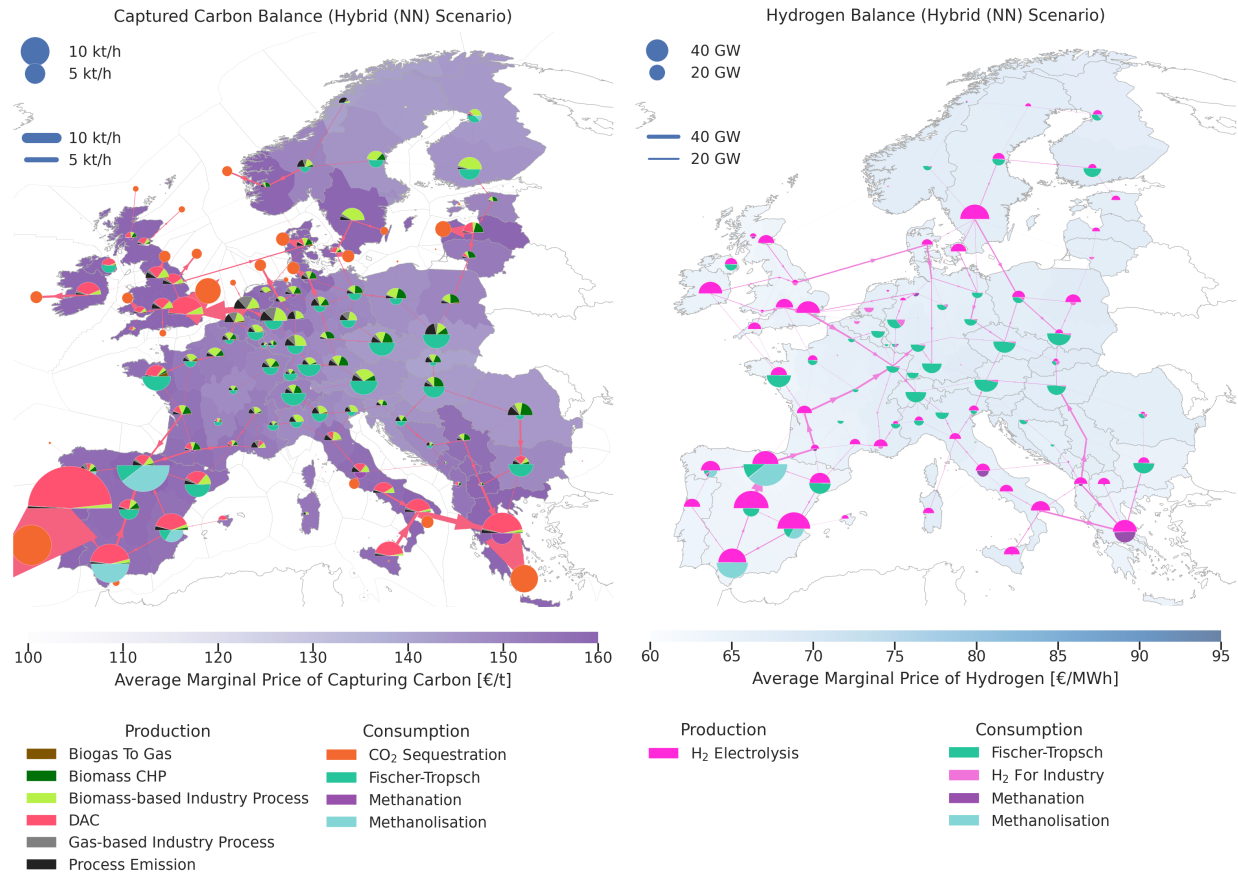 Captured Carbon Balance (Hybrid (NN) Scenario)
10 kt/h
5 kt/h
10 kt/h
5 kt/h
100 110 120 130 140 150 160
Average Marginal Price of Capturing Carbon [€/t]
Production
Biogas To Gas
Biomass CHP
Biomass-based Industry Process
DAC
Gas-based Industry Process
Process Emission
Consumption
CO₂ Sequestration
Fischer-Tropsch
Methanation
Methanolisation
Hydrogen Balance (Hybrid (NN) Scenario)
40 GW
20 GW
40 GW
20 GW
60 65 70 75 80 85 90 95
Average Marginal Price of Hydrogen [€/MWh]
Production
H₂ Electrolysis
Consumption
Fischer-Tropsch
H₂ For Industry
Methanation
Methanolisation